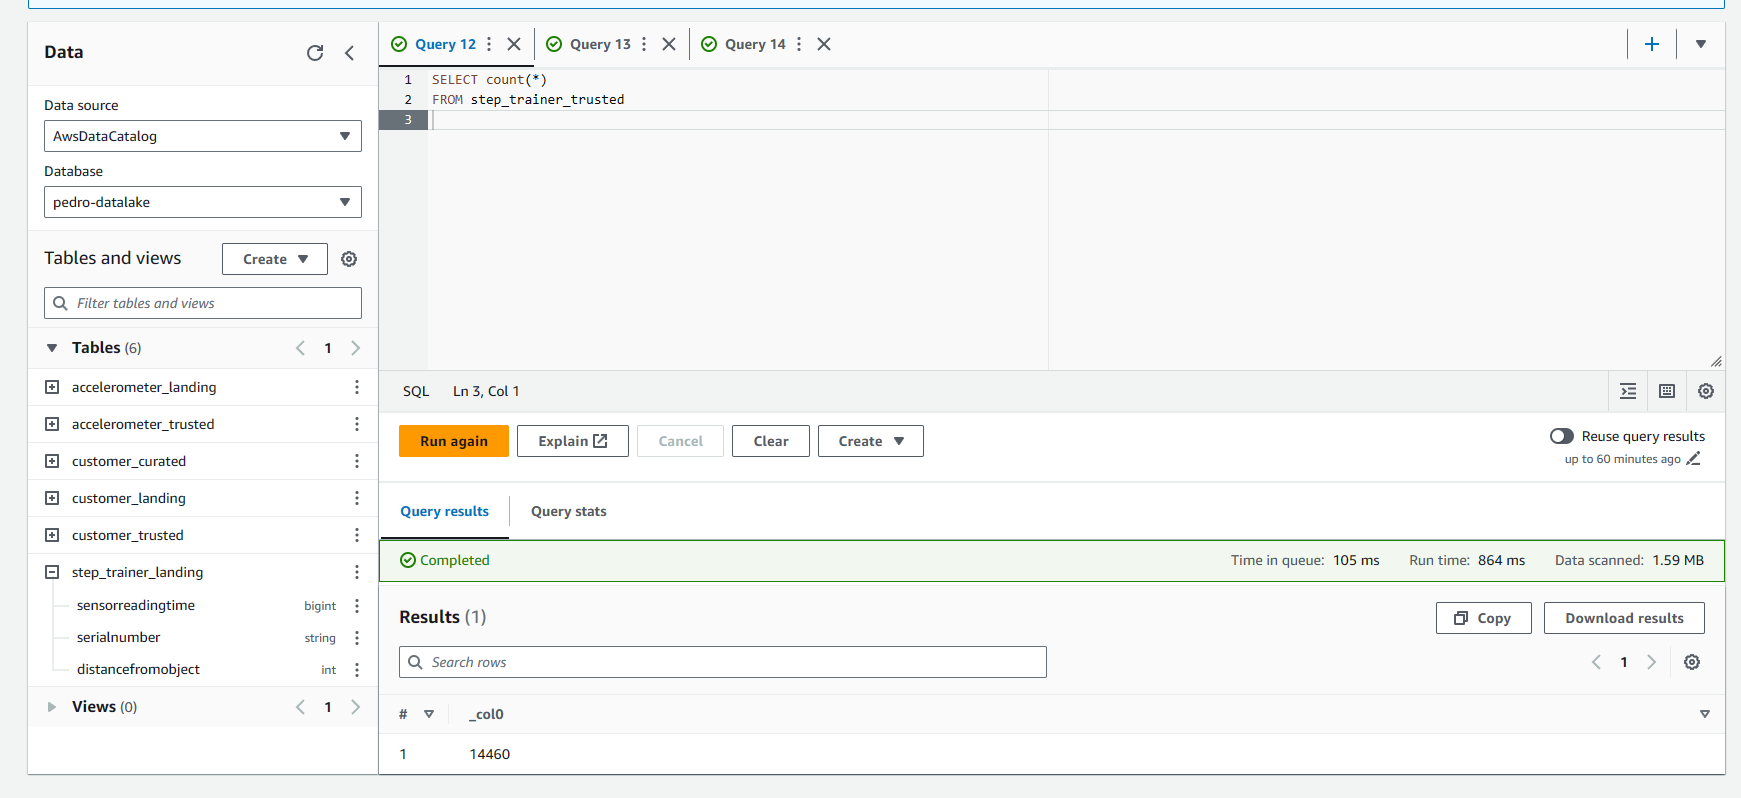 Data
Data source
AwsDataCatalog
Database
pedro-datalake
Tables and views
Create
Filter tables and views
Tables (6)
1
accelerometer_landing
accelerometer_trusted
customer_curated
customer_landing
customer_trusted
step_trainer_landing
sensorreadingtime bigint
serialnumber string
distancefromobject int
Views (0)
1
Query 12 Query 13 Query 14
1 SELECT count(*)
2 FROM step_trainer_trusted
3
SQL Ln 3, Col 1
Run again Explain Cancel Clear Create
Reuse query results
up to 60 minutes ago
Query results Query stats
Completed Time in queue: 105 ms Run time: 864 ms Data scanned: 1.59 MB
Results (1) Copy Download results
Search rows 1
# _col0
1 14460